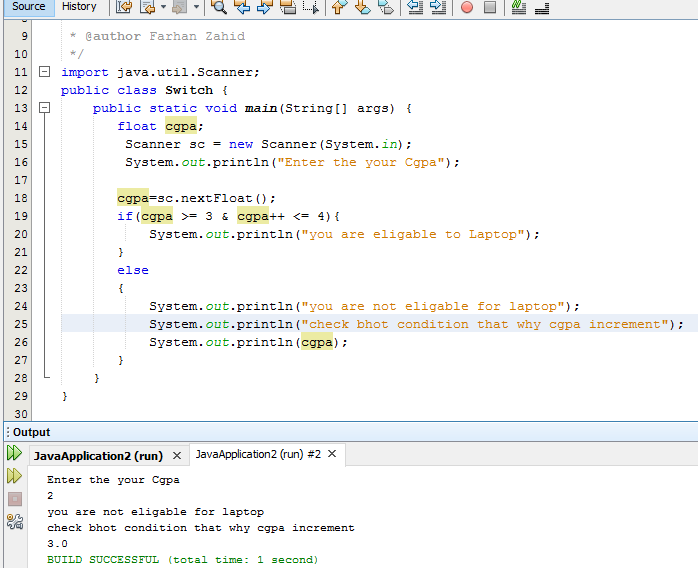 Source History
9 * @author Farhan Zahid
10 */
11 import java.util.Scanner;
12 public class Switch {
13 public static void main(String[] args) {
14 float cgpa;
15 Scanner sc = new Scanner(System.in);
16 System.out.println("Enter the your Cgpa");
17
18 cgpa=sc.nextFloat();
19 if(cgpa >= 3 & cgpa++ <= 4){
20 System.out.println("you are eligable to Laptop");
21 }
22 else
23 {
24 System.out.println("you are not eligable for laptop");
25 System.out.println("check bhot condition that why cgpa increment");
26 System.out.println(cgpa);
27 }
28 }
29 }
30
Output
JavaApplication2 (run) × JavaApplication2 (run) #2 ×
Enter the your Cgpa
2
you are not eligable for laptop
check bhot condition that why cgpa increment
3.0
BUILD SUCCESSFUL (total time: 1 second)